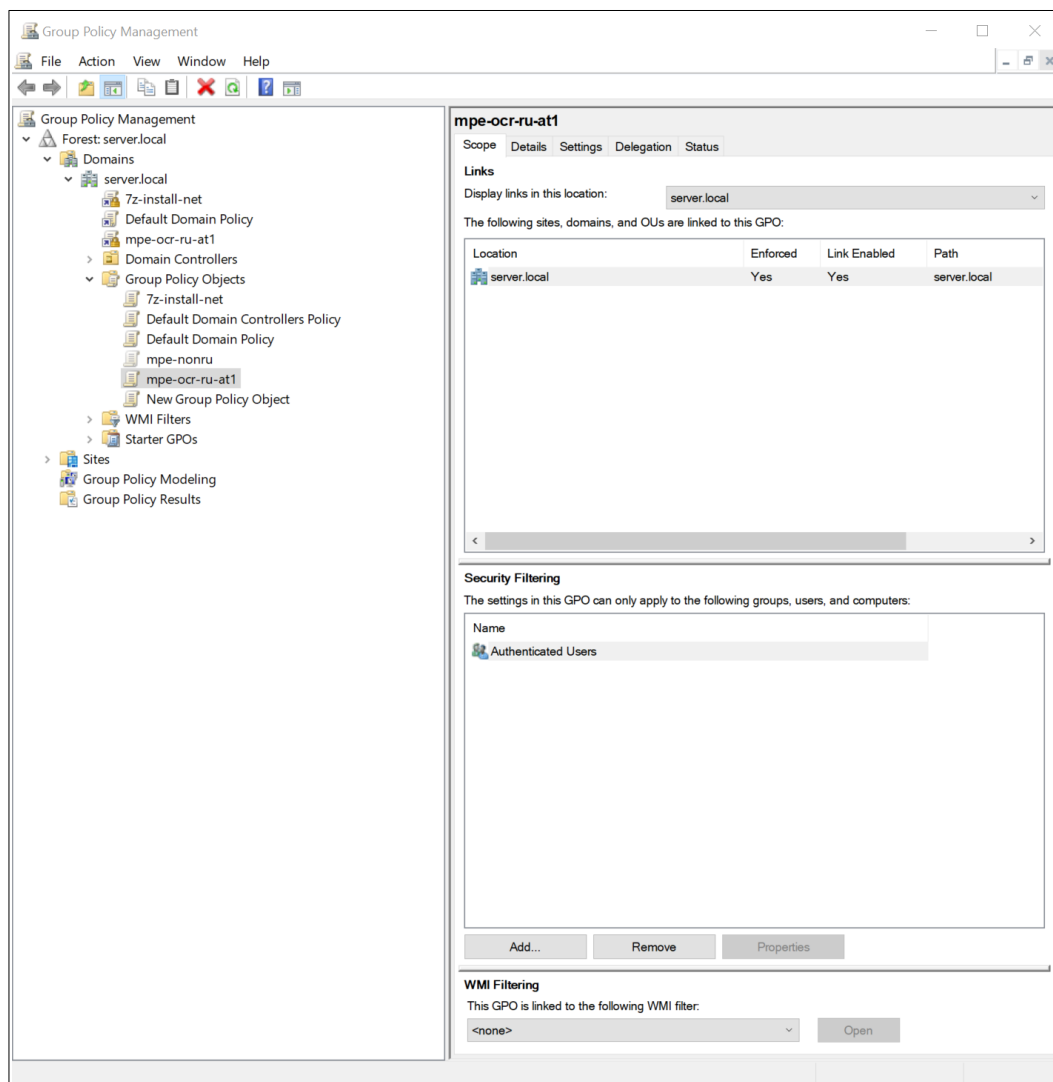 Group Policy Management
File Action View Window Help
Group Policy Management
Forest: server.local
Domains
server.local
7z-install-net
Default Domain Policy
mpe-ocr-ru-at1
Domain Controllers
Group Policy Objects
7z-install-net
Default Domain Controllers Policy
Default Domain Policy
mpe-nonru
mpe-ocr-ru-at1
New Group Policy Object
WMI Filters
Starter GPOs
Sites
Group Policy Modeling
Group Policy Results
mpe-ocr-ru-at1
Scope Details Settings Delegation Status
Links
Display links in this location: server.local
The following sites, domains, and OUs are linked to this GPO:
Location Enforced Link Enabled Path
server.local Yes Yes server.local
Security Filtering
The settings in this GPO can only apply to the following groups, users, and computers:
Name
Authenticated Users
Add... Remove Properties
WMI Filtering
This GPO is linked to the following WMI filter:
<none> Open